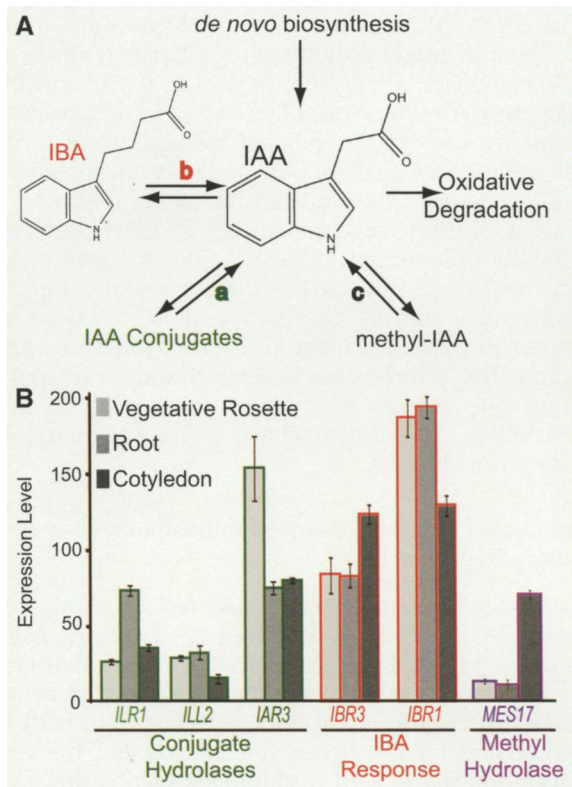 A
de novo biosynthesis
OH
O
IBA
b
IAA
OH
O
N
H
N
H
Oxidative
Degradation
a
c
IAA Conjugates
methyl-IAA
B
200
150
100
50
0
Expression Level
Vegetative Rosette
Root
Cotyledon
ILR1 ILL2 IAR3 IBR3 IBR1 MES17
Conjugate
Hydrolases
IBA
Response
Methyl
Hydrolase